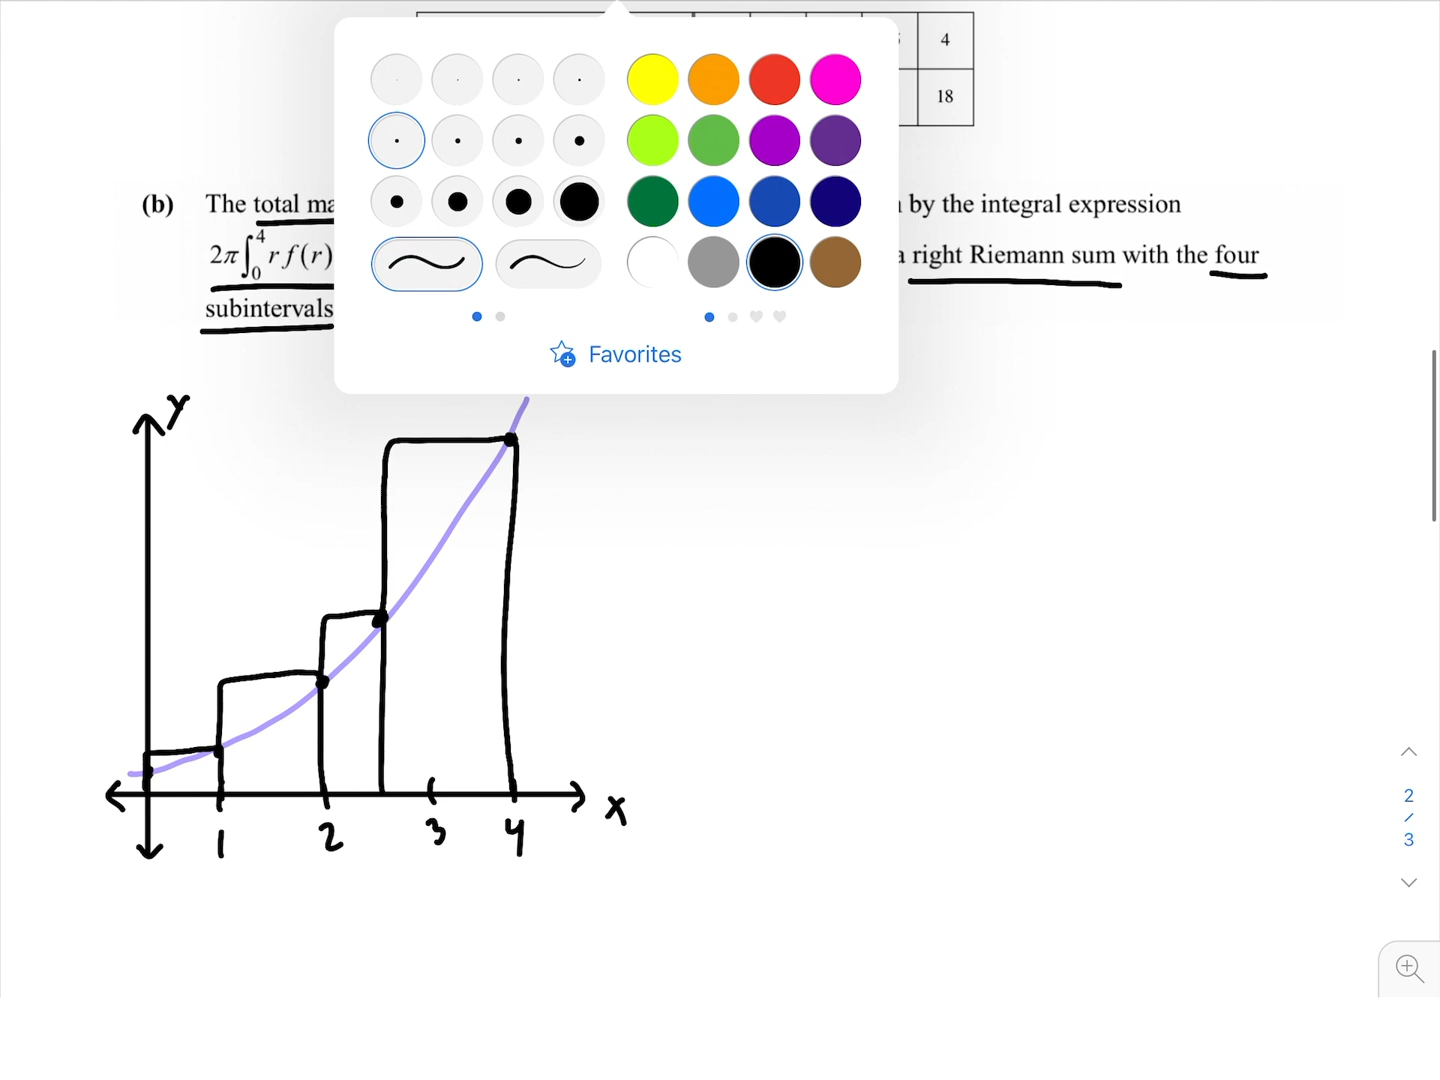 4
18
(b) The total by the integral expression
2π∫₀⁴ r f(r) right Riemann sum with the four
subintervals
Favorites
y
x
1 2 3 4
2
/
3